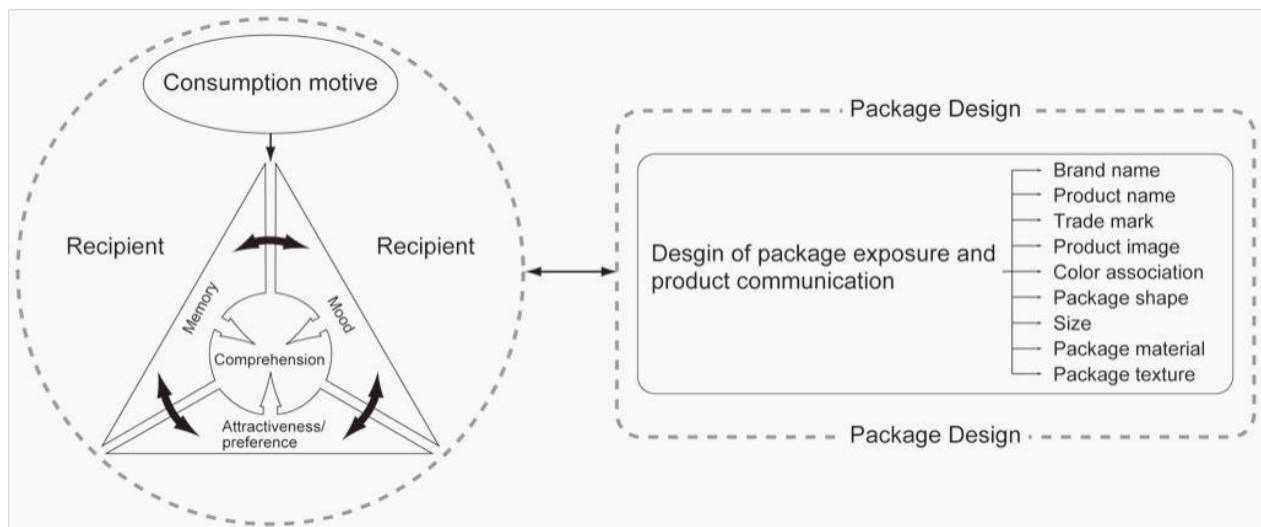 Consumption motive
Recipient
Recipient
Memory
Mood
Comprehension
Attractiveness/
preference
Package Design
Desgin of package exposure and
product communication
Brand name
Product name
Trade mark
Product image
Color association
Package shape
Size
Package material
Package texture
Package Design